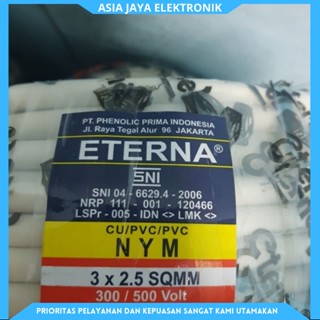 ASIA JAYA ELEKTRONIK
PT. PHENOLIC PRIMA INDONESIA
Jl. Raya Tegal Alur 96 JAKARTA
ETERNA®
SNI
SNI 04 - 6629.4 - 2006
NRP 111 - 001 - 120466
LSPr - 005 - IDN <> LMK <>
CU/PVC/PVC
NYM
3 x 2.5 SQMM
300 / 500 Volt
PRIORITAS PELAYANAN DAN KEPUASAN SANGAT KAMI UTAMAKAN